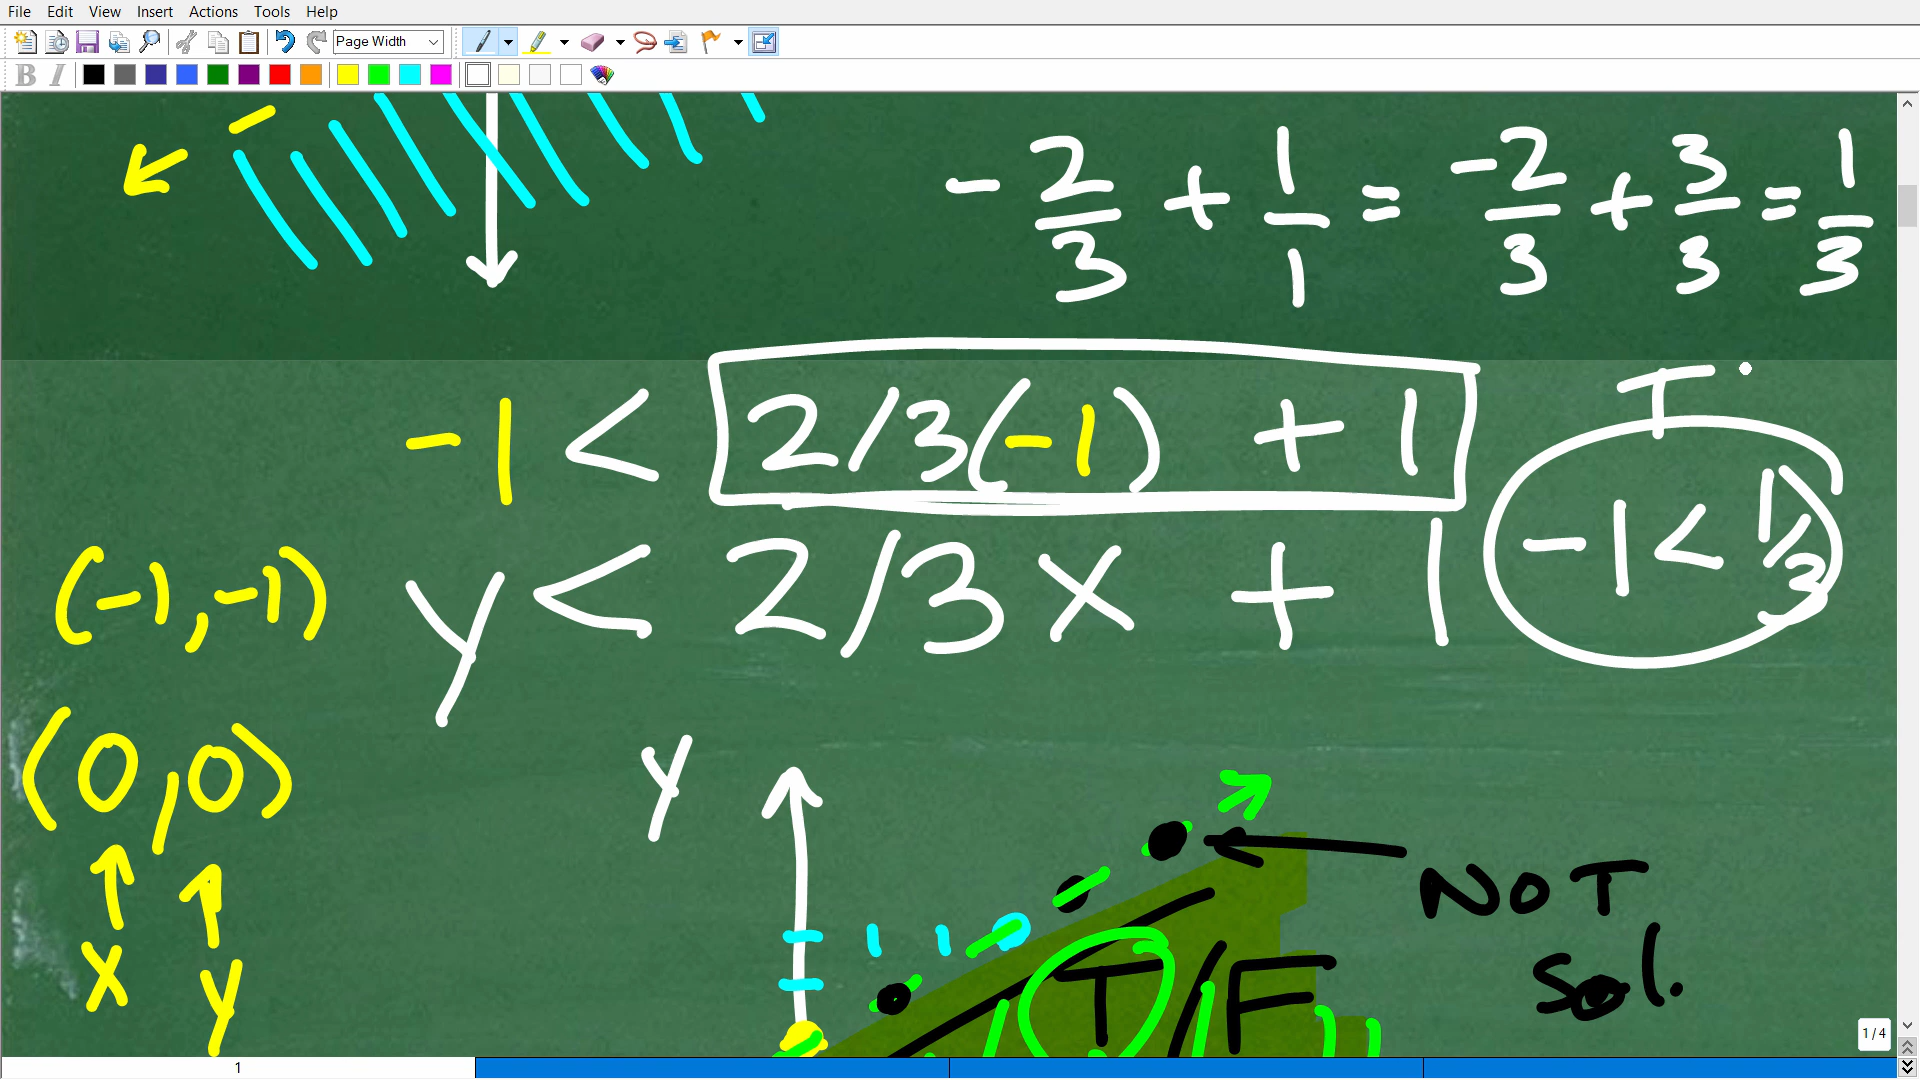 File Edit View Insert Actions Tools Help
Page Width
B I
-2/3 + 1/1 = -2/3 + 3/3 = 1/3
-1 < 2/3(-1) + 1
T
-1 < 1/3
(-1,-1)
y < 2/3x + 1
(0,0)
x y
y
NOT
Sol.
T/F
1/4
1